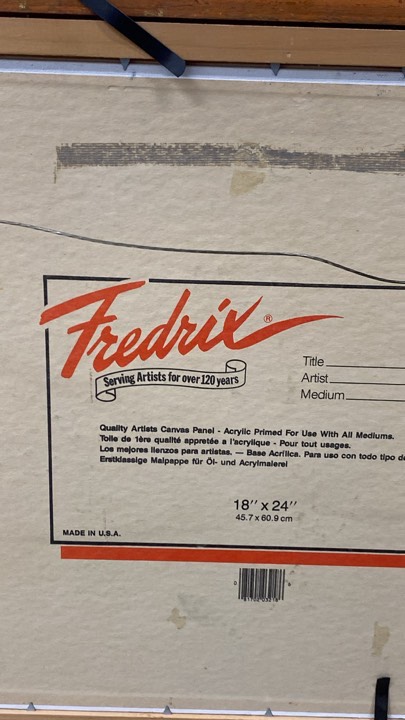 Fredrix®
Serving Artists for over 120 years
Title
Artist
Medium
Quality Artists Canvas Panel - Acrylic Primed For Use With All Mediums.
Toile de 1ère qualité appretée a l'acrylique - Pour tout usages.
Los mejores lienzos para artistas. — Base Acrílica. Para uso con todo tipo de
Erstklassige Malpappe für Öl- und Acrylmalerei
18" x 24"
45.7 x 60.9 cm
MADE IN U.S.A.